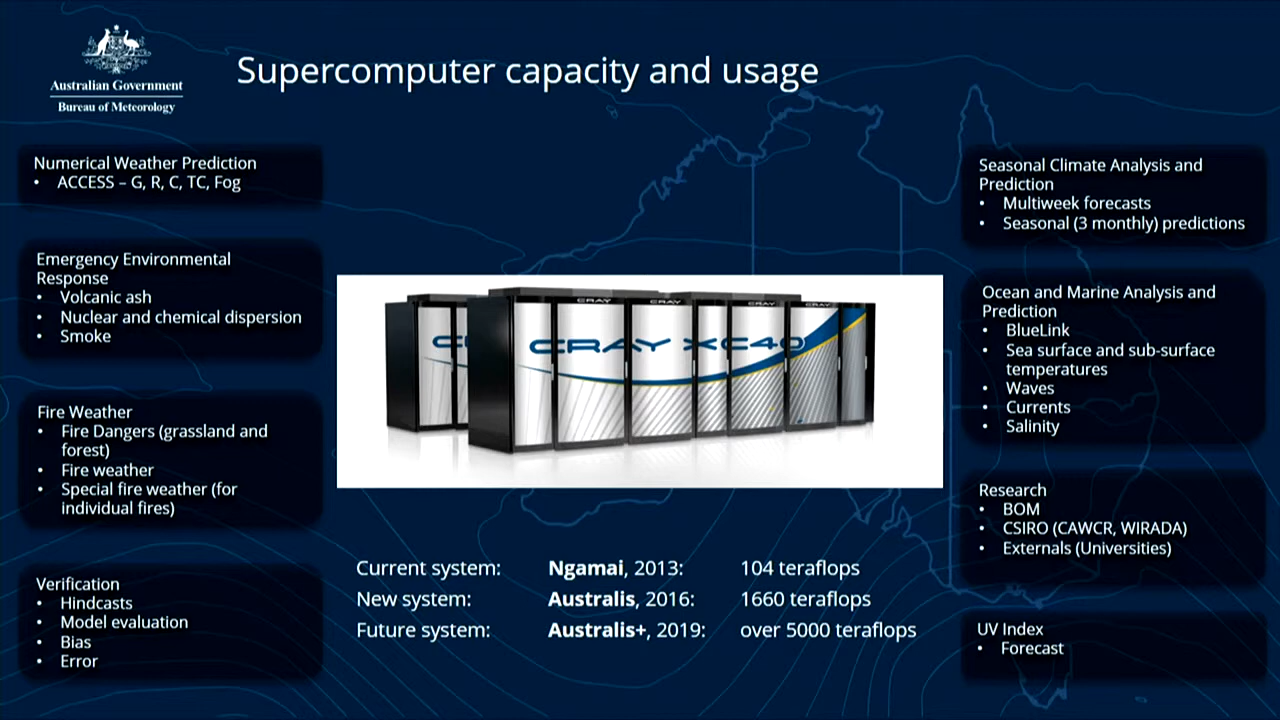 Australian Government
Bureau of Meteorology
Supercomputer capacity and usage
Numerical Weather Prediction
• ACCESS – G, R, C, TC, Fog
Emergency Environmental
Response
• Volcanic ash
• Nuclear and chemical dispersion
• Smoke
Fire Weather
• Fire Dangers (grassland and
forest)
• Fire weather
• Special fire weather (for
individual fires)
Verification
• Hindcasts
• Model evaluation
• Bias
• Error
CRAY CRAY CRAY CRAY
CRAY XC40
Current system: Ngamai, 2013: 104 teraflops
New system: Australis, 2016: 1660 teraflops
Future system: Australis+, 2019: over 5000 teraflops
Seasonal Climate Analysis and
Prediction
• Multiweek forecasts
• Seasonal (3 monthly) predictions
Ocean and Marine Analysis and
Prediction
• BlueLink
• Sea surface and sub-surface
temperatures
• Waves
• Currents
• Salinity
Research
• BOM
• CSIRO (CAWCR, WIRADA)
• Externals (Universities)
UV Index
• Forecast